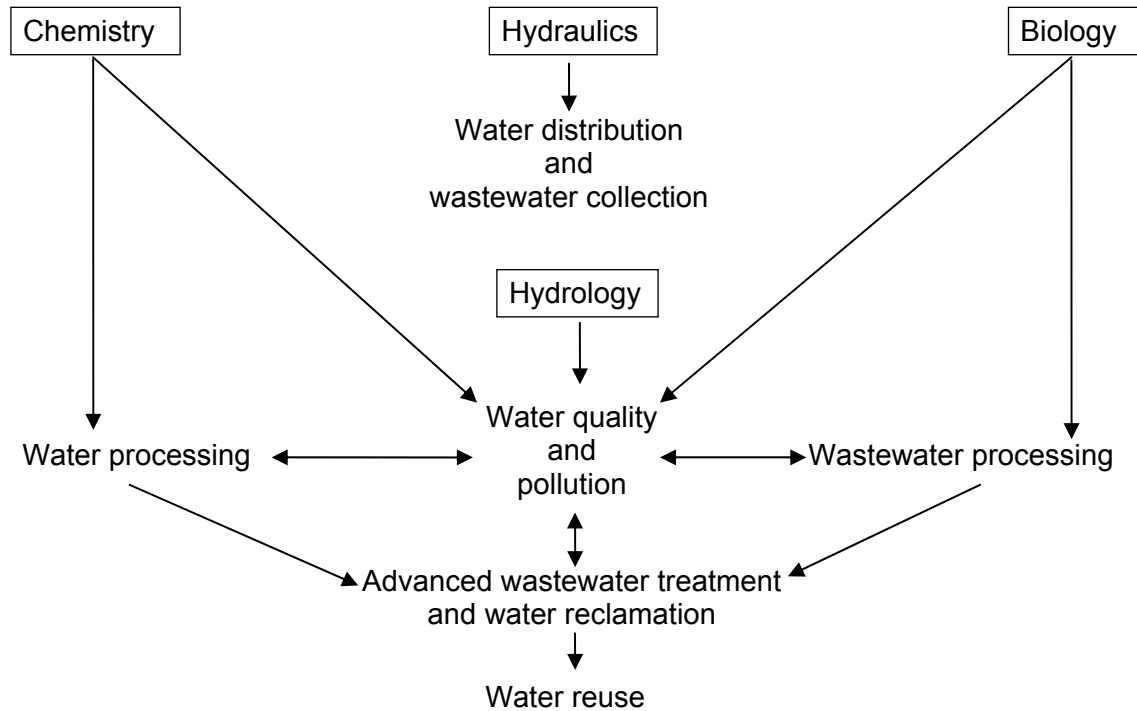 Chemistry
Hydraulics
Biology
Water distribution
and
wastewater collection
Hydrology
Water quality
and
pollution
Water processing
Wastewater processing
Advanced wastewater treatment
and water reclamation
Water reuse